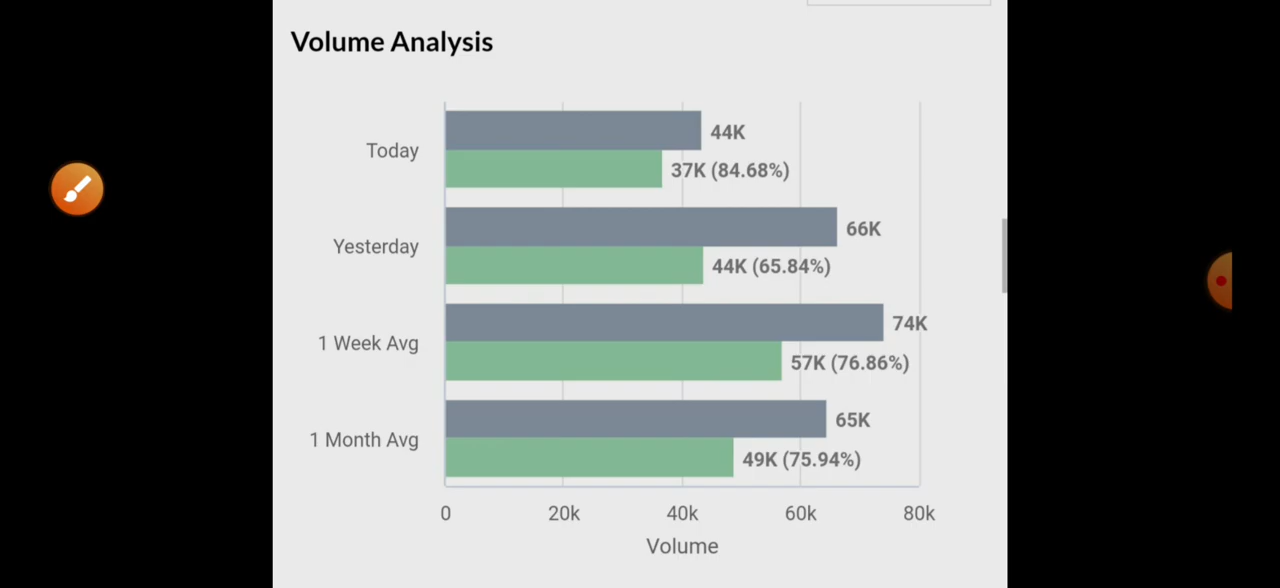 Volume Analysis
Today
44K
37K (84.68%)
Yesterday
66K
44K (65.84%)
1 Week Avg
74K
57K (76.86%)
1 Month Avg
65K
49K (75.94%)
0 20k 40k 60k 80k
Volume